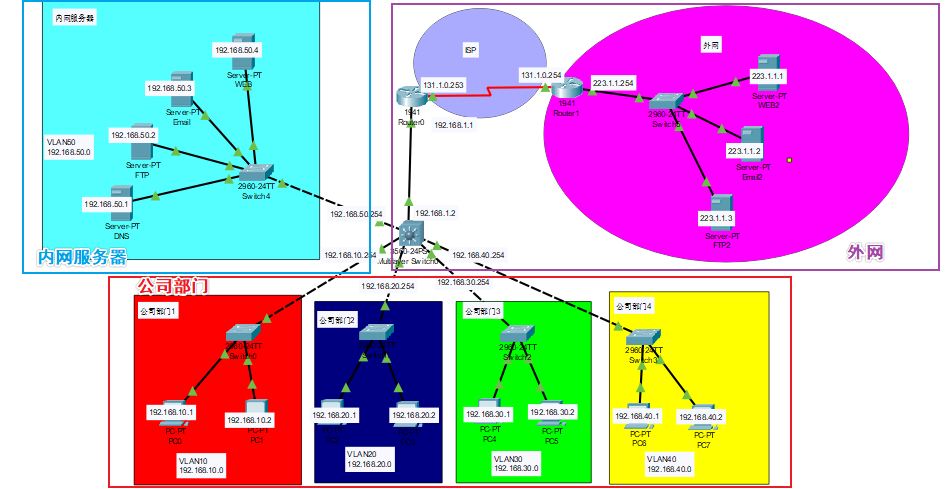 内网服务器
192.168.50.4
Server-PT
WEB
192.168.50.3
Server-PT
Email
VLAN50
192.168.50.0
192.168.50.2
Server-PT
FTP
2960-24TT
Switch4
192.168.50.1
Server-PT
DNS
内网服务器
ISP
131.1.0.253
131.1.0.254
1941
Router0
192.168.1.1
1941
Router1
223.1.1.254
外网
2960-24TT
223.1.1.1
Server-PT
WEB2
223.1.1.2
Server-PT
Email2
223.1.1.3
Server-PT
FTP2
外网
192.168.50.254
192.168.1.2
3560-24PS
Multilayer Switch0
192.168.10.254
192.168.20.254
192.168.30.254
192.168.40.254
公司部门
公司部门1
2960-24TT
Switch0
192.168.10.1
PC-PT
PC0
192.168.10.2
PC-PT
PC1
VLAN10
192.168.10.0
公司部门2
192.168.20.1
192.168.20.2
VLAN20
192.168.20.0
公司部门3
2960-24TT
Switch2
192.168.30.1
PC-PT
PC4
192.168.30.2
PC-PT
PC5
VLAN30
192.168.30.0
公司部门4
2960-24TT
Switch3
192.168.40.1
PC-PT
PC6
192.168.40.2
PC-PT
PC7
VLAN40
192.168.40.0